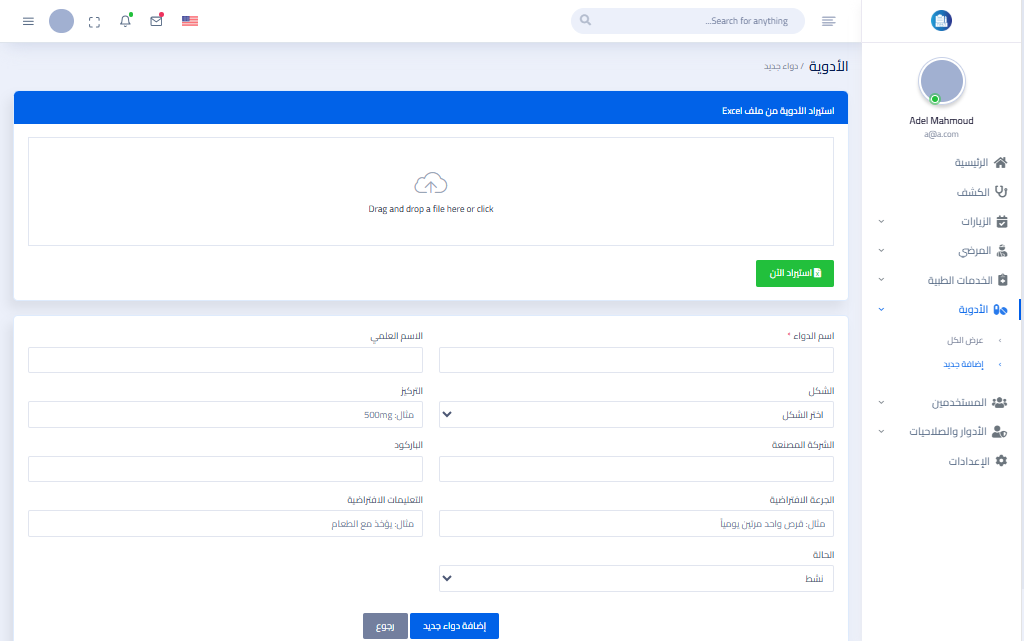 Search for anything...
Adel Mahmoud
a@a.com
الرئيسية
الكشف
الزيارات
المرضي
الخدمات الطبية
الأدوية
عرض الكل
إضافة جديد
المستخدمين
الأدوار والصلاحيات
الإعدادات
الأدوية / دواء جديد
استيراد الأدوية من ملف Excel
Drag and drop a file here or click
استيراد الآن
اسم الدواء *
الاسم العلمي
الشكل
التركيز
اختر الشكل
مثال: 500mg
الشركة المصنعة
الباركود
الجرعة الافتراضية
التعليمات الافتراضية
مثال: قرص واحد مرتين يومياً
مثال: يؤخذ مع الطعام
الحالة
نشط
إضافة دواء جديد
رجوع